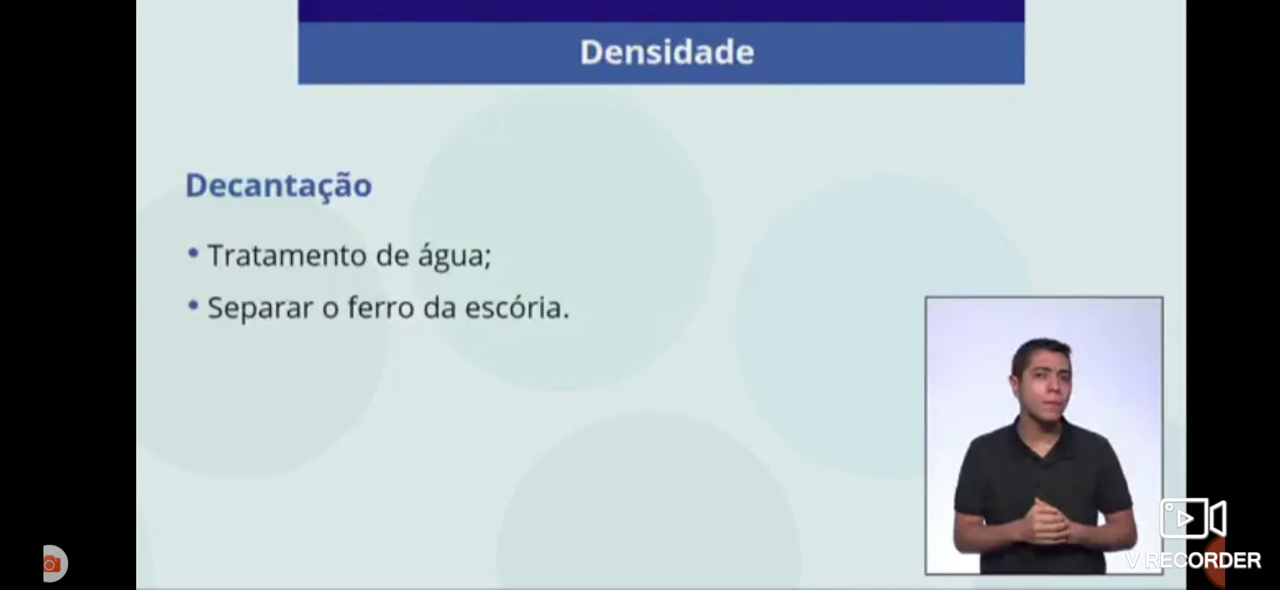 Densidade
Decantação
• Tratamento de água;
• Separar o ferro da escória.
V RECORDER